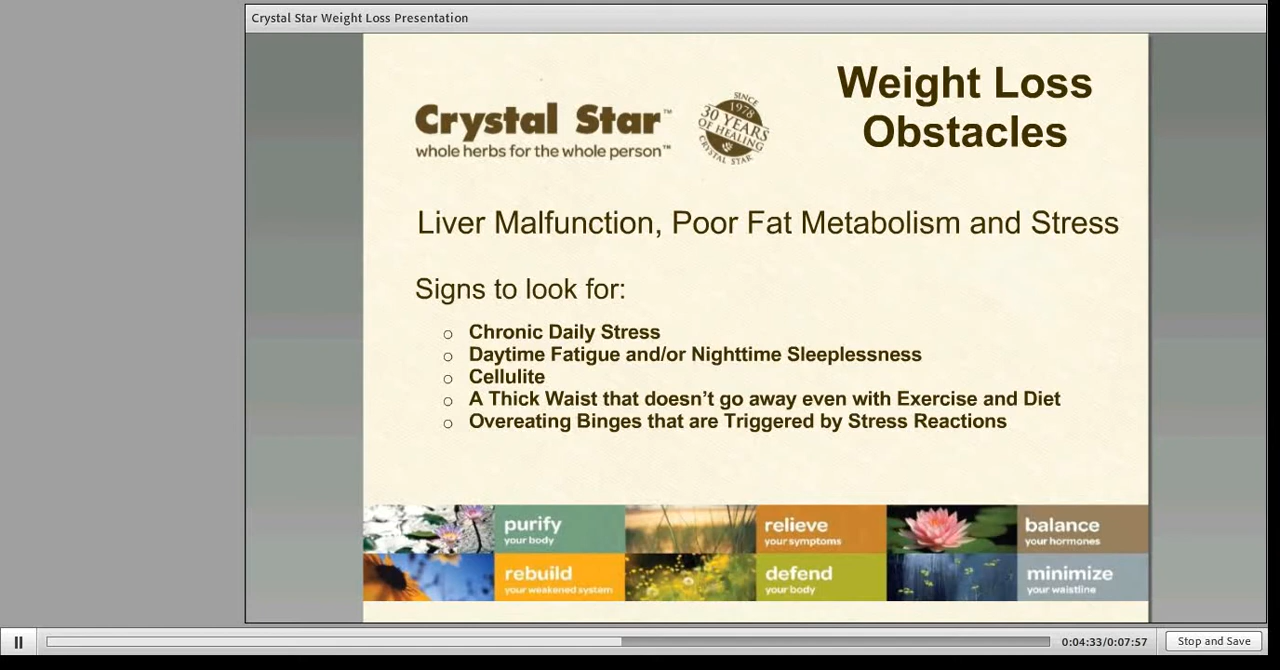 Crystal Star Weight Loss Presentation
Weight Loss
Obstacles
Crystal Star™
whole herbs for the whole person™
SINCE
1978
30 YEARS
OF HEALING
CRYSTAL STAR
Liver Malfunction, Poor Fat Metabolism and Stress
Signs to look for:
Chronic Daily Stress
Daytime Fatigue and/or Nighttime Sleeplessness
Cellulite
A Thick Waist that doesn't go away even with Exercise and Diet
Overeating Binges that are Triggered by Stress Reactions
purify
your body
relieve
your symptoms
balance
your hormones
rebuild
your weakened system
defend
your body
minimize
your waistline
0:04:33/0:07:57
Stop and Save